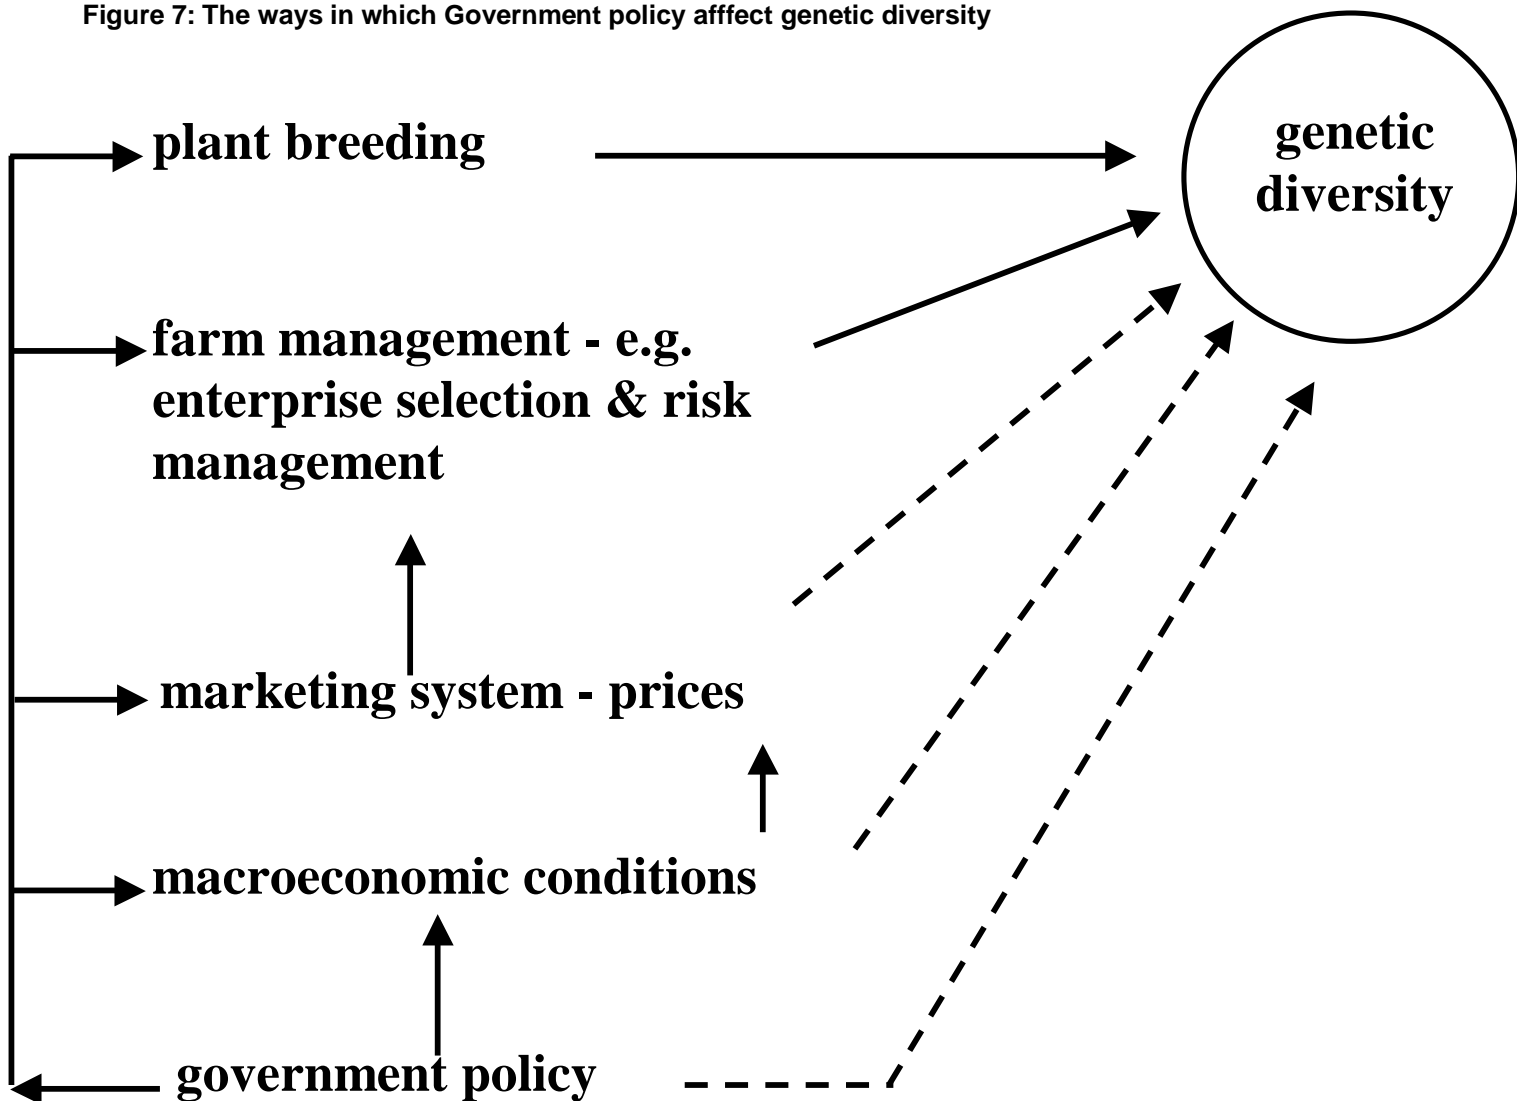 Figure 7: The ways in which Government policy afffect genetic diversity
genetic
diversity
plant breeding
farm management - e.g.
enterprise selection & risk
management
marketing system - prices
macroeconomic conditions
government policy